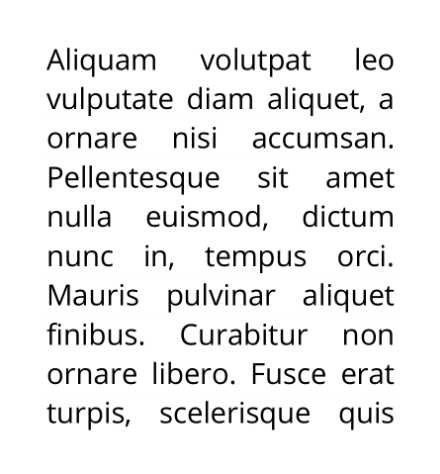 Aliquam volutpat leo
vulputate diam aliquet, a
ornare nisi accumsan.
Pellentesque sit amet
nulla euismod, dictum
nunc in, tempus orci.
Mauris pulvinar aliquet
finibus. Curabitur non
ornare libero. Fusce erat
turpis, scelerisque quis